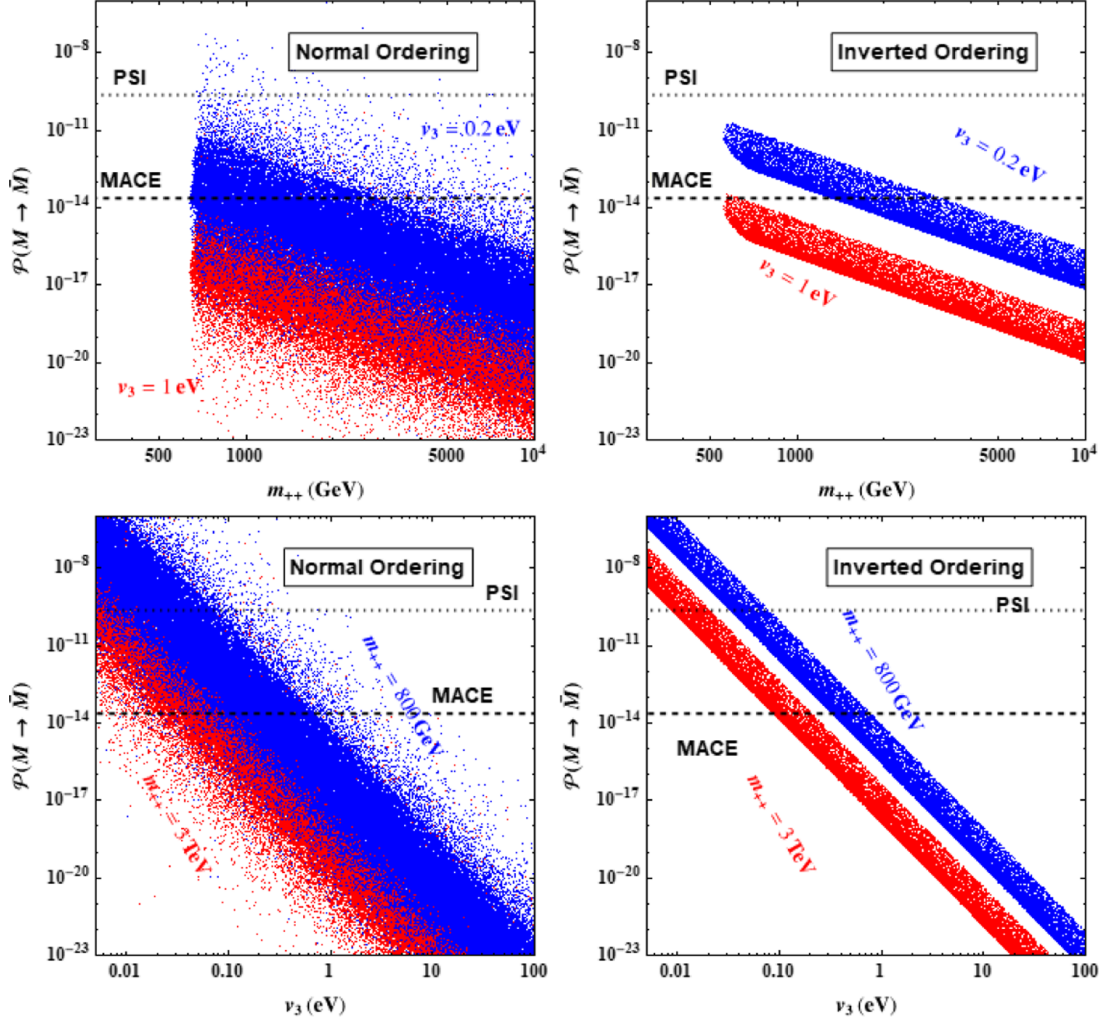 Normal Ordering
PSI
v₃ = 0.2 eV
MACE
v₃ = 1 eV
10⁻⁸
10⁻¹¹
10⁻¹⁴
10⁻¹⁷
10⁻²⁰
10⁻²³
𝒫(M → M̄)
500
1000
5000
10⁴
m₊₊ (GeV)
Inverted Ordering
PSI
v₃ = 0.2 eV
MACE
v₃ = 1 eV
10⁻⁸
10⁻¹¹
10⁻¹⁴
10⁻¹⁷
10⁻²⁰
10⁻²³
𝒫(M → M̄)
500
1000
5000
10⁴
m₊₊ (GeV)
Normal Ordering
PSI
m₊₊ = 800 GeV
MACE
m₊₊ = 3 TeV
10⁻⁸
10⁻¹¹
10⁻¹⁴
10⁻¹⁷
10⁻²⁰
10⁻²³
𝒫(M → M̄)
0.01
0.10
1
10
100
v₃ (eV)
Inverted Ordering
PSI
m₊₊ = 800 GeV
MACE
m₊₊ = 3 TeV
10⁻⁸
10⁻¹¹
10⁻¹⁴
10⁻¹⁷
10⁻²⁰
10⁻²³
𝒫(M → M̄)
0.01
0.10
1
10
100
v₃ (eV)